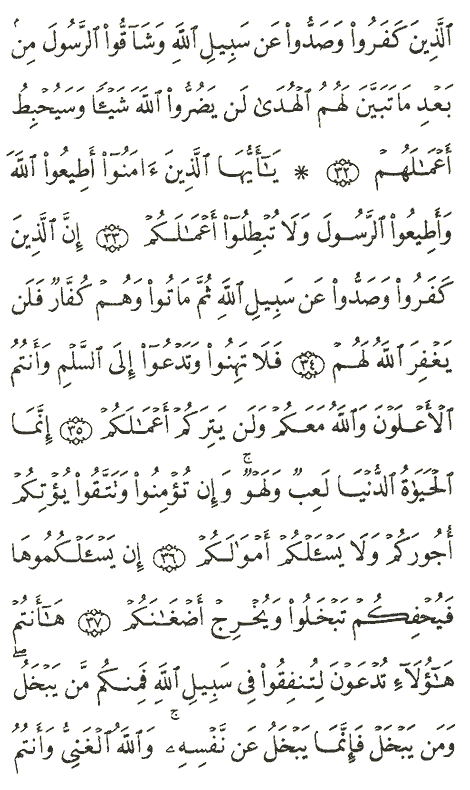 ٱلَّذِينَ كَفَرُوا۟ وَصَدُّوا۟ عَن سَبِيلِ ٱللَّهِ وَشَآقُّوا۟ ٱلرَّسُولَ مِنۢ
بَعْدِ مَا تَبَيَّنَ لَهُمُ ٱلْهُدَىٰ لَن يَضُرُّوا۟ ٱللَّهَ شَيْـًٔا وَسَيُحْبِطُ
أَعْمَـٰلَهُمْ ٣٢ * يَـٰٓأَيُّهَا ٱلَّذِينَ ءَامَنُوٓا۟ أَطِيعُوا۟ ٱللَّهَ
وَأَطِيعُوا۟ ٱلرَّسُولَ وَلَا تُبْطِلُوٓا۟ أَعْمَـٰلَكُمْ ٣٣ إِنَّ ٱلَّذِينَ
كَفَرُوا۟ وَصَدُّوا۟ عَن سَبِيلِ ٱللَّهِ ثُمَّ مَاتُوا۟ وَهُمْ كُفَّارٌ فَلَن
يَغْفِرَ ٱللَّهُ لَهُمْ ٣٤ فَلَا تَهِنُوا۟ وَتَدْعُوٓا۟ إِلَى ٱلسَّلْمِ وَأَنتُمُ
ٱلْأَعْلَوْنَ وَٱللَّهُ مَعَكُمْ وَلَن يَتِرَكُمْ أَعْمَـٰلَكُمْ ٣٥ إِنَّمَا
ٱلْحَيَوٰةُ ٱلدُّنْيَا لَعِبٌ وَلَهْوٌ ۚ وَإِن تُؤْمِنُوا۟ وَتَتَّقُوا۟ يُؤْتِكُمْ
أُجُورَكُمْ وَلَا يَسْـَٔلْكُمْ أَمْوَٰلَكُمْ ٣٦ إِن يَسْـَٔلْكُمُوهَا
فَيُحْفِكُمْ تَبْخَلُوا۟ وَيُخْرِجْ أَضْغَـٰنَكُمْ ٣٧ هَـٰٓأَنتُمْ
هَـٰٓؤُلَآءِ تُدْعَوْنَ لِتُنفِقُوا۟ فِى سَبِيلِ ٱللَّهِ فَمِنكُم مَّن يَبْخَلُ ۖ
وَمَن يَبْخَلْ فَإِنَّمَا يَبْخَلُ عَن نَّفْسِهِۦ ۚ وَٱللَّهُ ٱلْغَنِىُّ وَأَنتُمُ